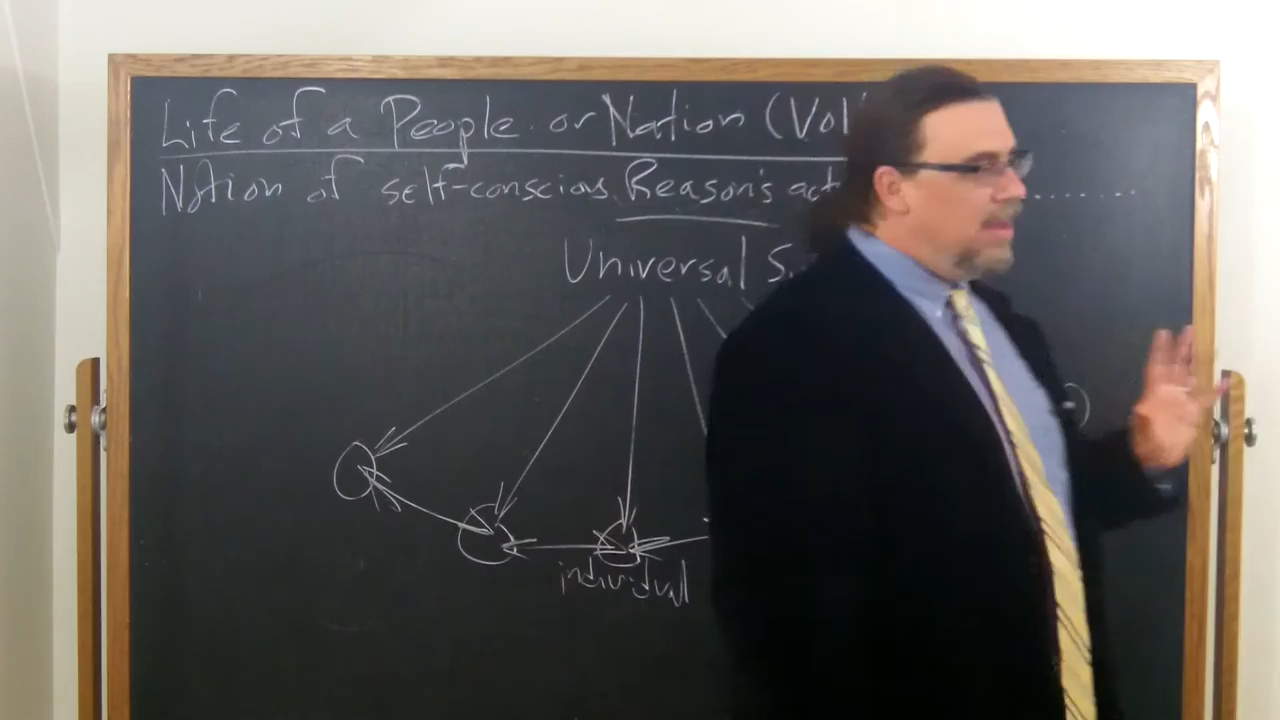 Life of a People or Nation (Vol
Notion of self-conscious Reason's act
Universal S
individual